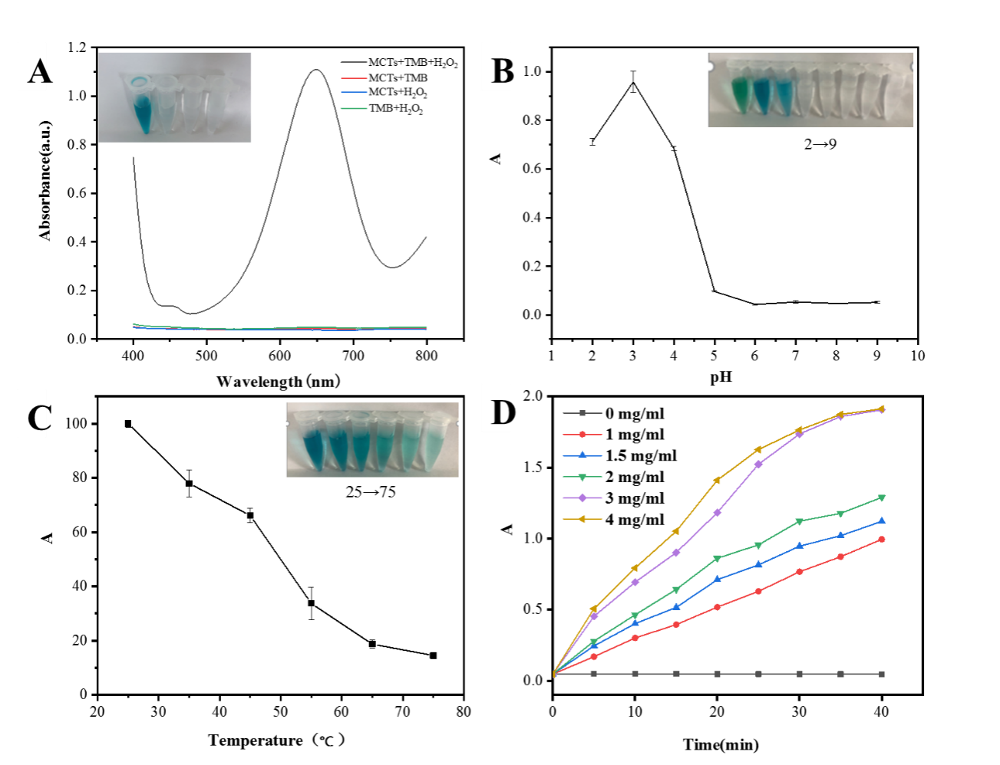 A
1.2
1.0
0.8
0.6
0.4
0.2
0.0
Absorbance(a.u.)
MCTs+TMB+H₂O₂
MCTs+TMB
MCTs+H₂O₂
TMB+H₂O₂
400
500
600
700
800
Wavelength(nm)
B
1.0
0.8
0.6
0.4
0.2
0.0
A
2→9
1
2
3
4
5
6
7
8
9
10
pH
C
100
80
60
40
20
0
A
25→75
20
30
40
50
60
70
80
Temperature（℃）
D
2.0
1.5
1.0
0.5
0.0
A
0 mg/ml
1 mg/ml
1.5 mg/ml
2 mg/ml
3 mg/ml
4 mg/ml
0
10
20
30
40
Time(min)